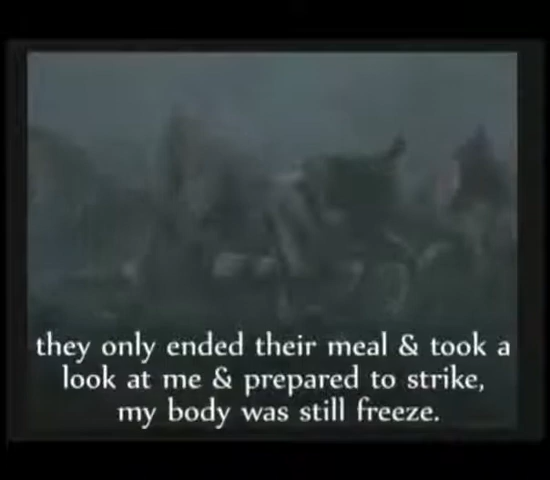 they only ended their meal & took a
look at me & prepared to strike,
my body was still freeze.